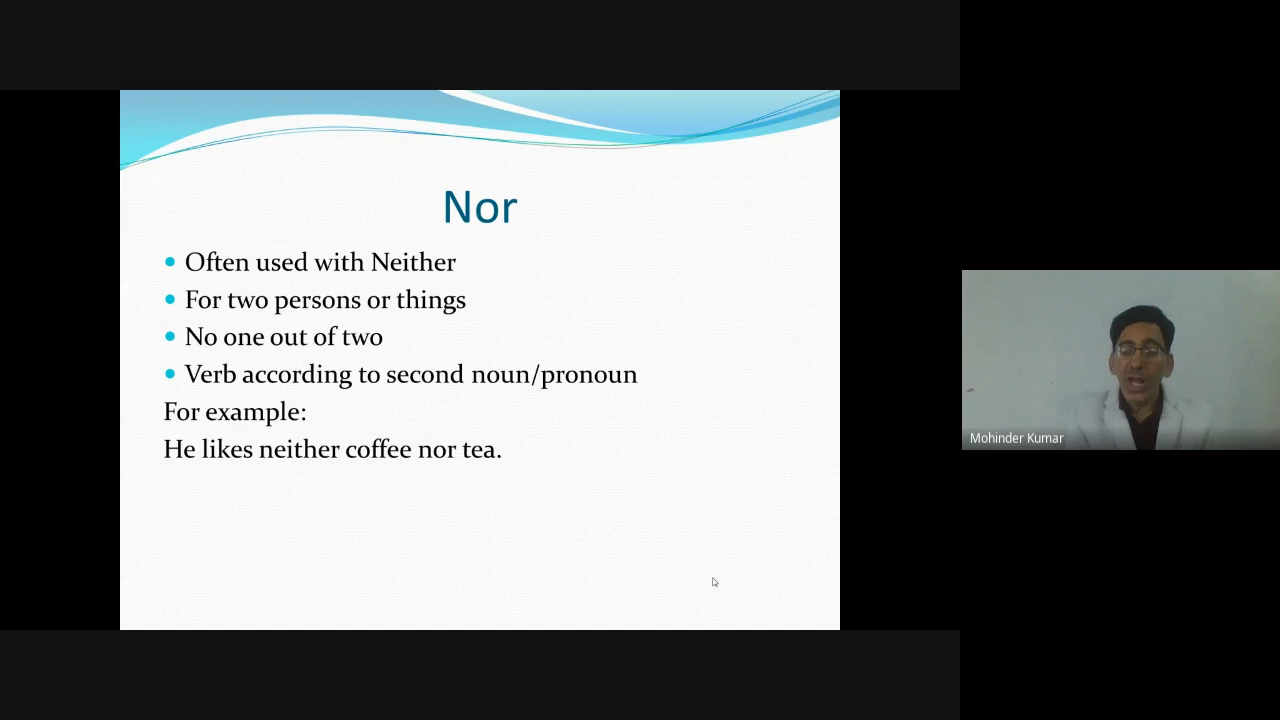 Nor
Often used with Neither
For two persons or things
No one out of two
Verb according to second noun/pronoun
For example:
He likes neither coffee nor tea.
Mohinder Kumar